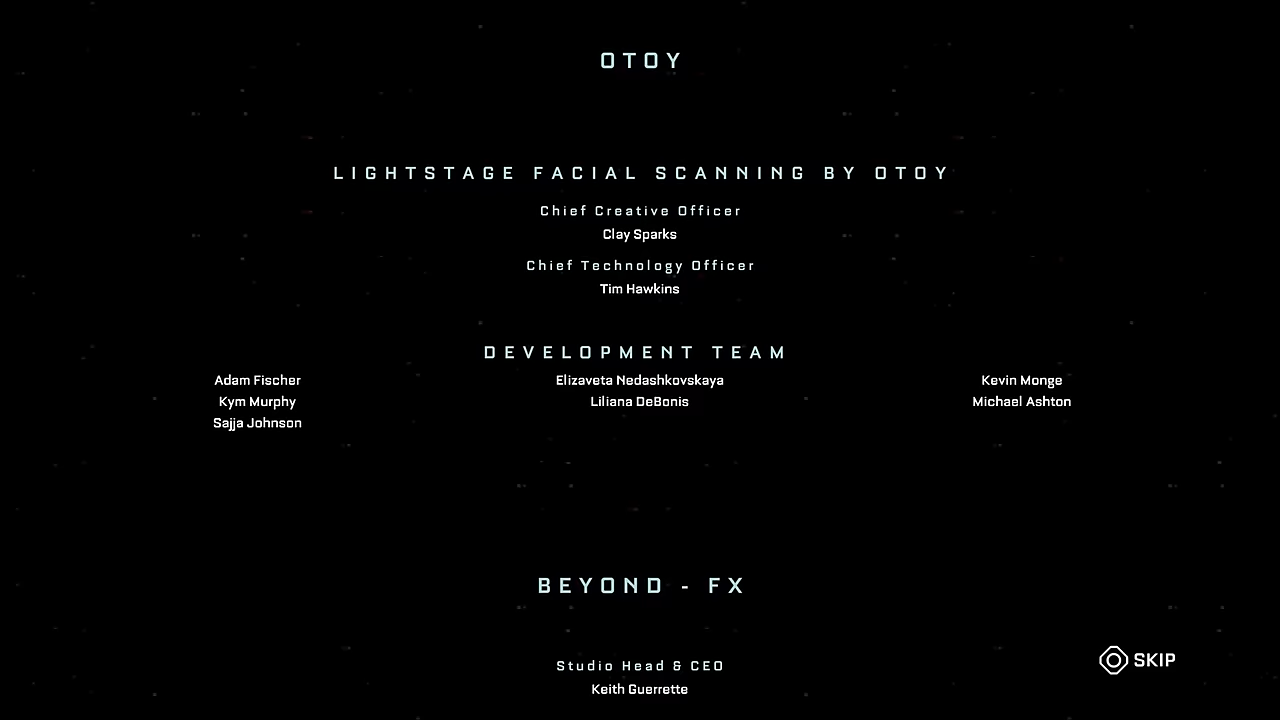 OTOY
LIGHTSTAGE FACIAL SCANNING BY OTOY
Chief Creative Officer
Clay Sparks
Chief Technology Officer
Tim Hawkins
DEVELOPMENT TEAM
Adam Fischer Elizaveta Nedashkovskaya Kevin Monge
Kym Murphy Liliana DeBonis Michael Ashton
Sajja Johnson
BEYOND - FX
SKIP
Studio Head & CEO
Keith Guerrette